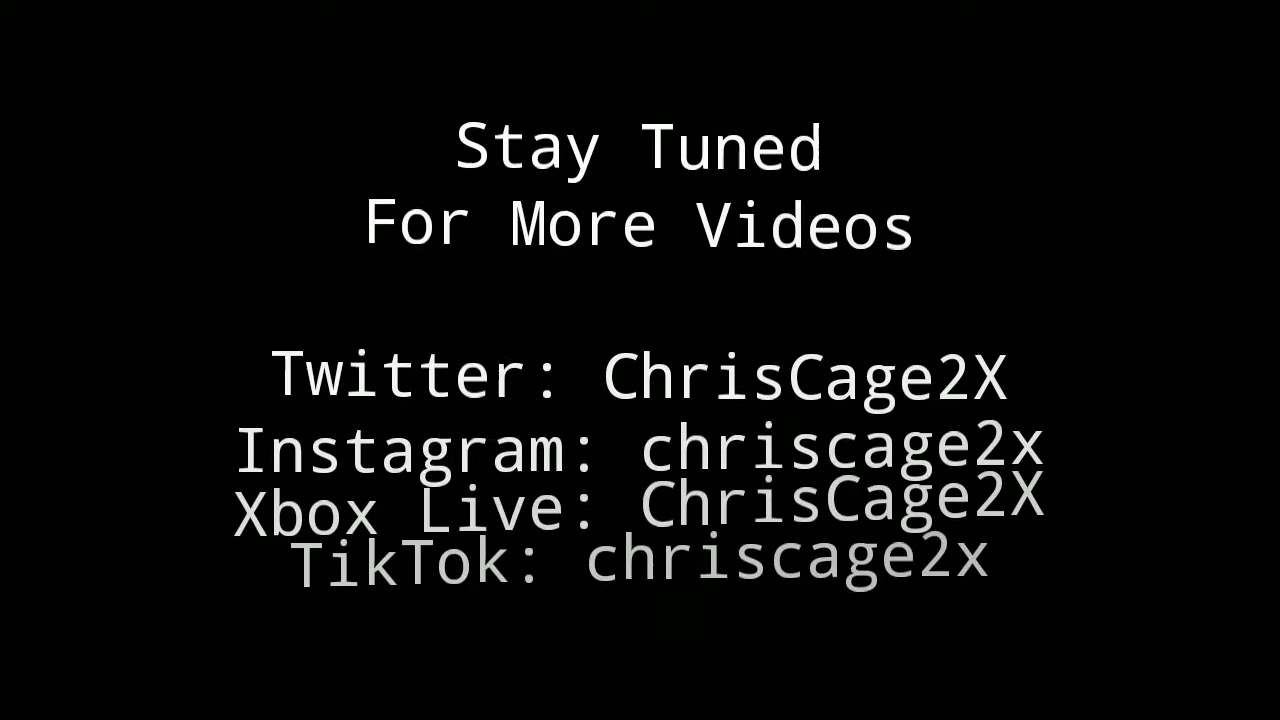 Stay Tuned
For More Videos
Twitter: ChrisCage2X
Instagram: chriscage2x
Xbox Live: ChrisCage2X
TikTok: chriscage2x